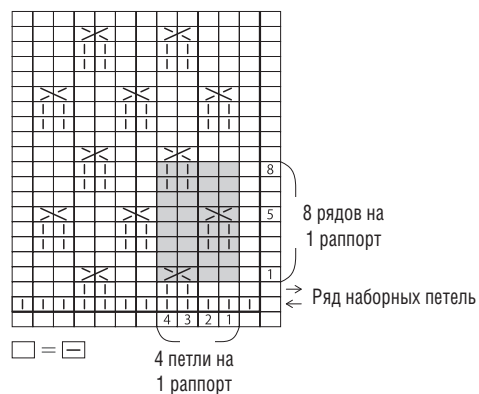 8
5
1
8 рядов на
1 раппорт
Ряд наборных петель
4 3 2 1
4 петли на
1 раппорт